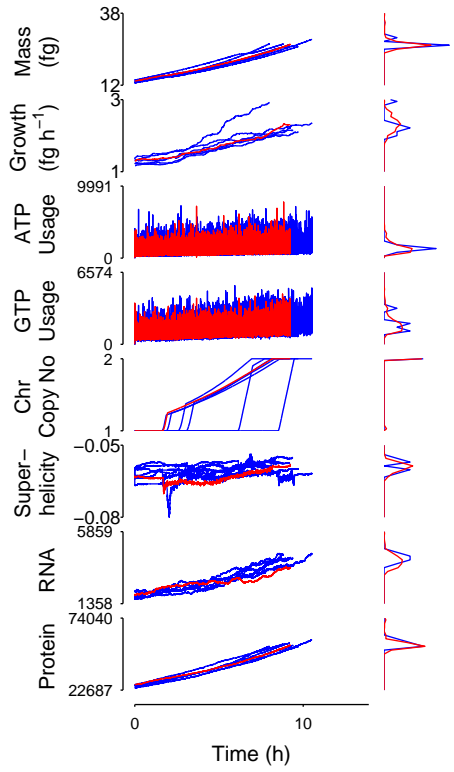 38
Mass
(fg)
12
3
Growth
(fg h⁻¹)
1
9991
ATP
Usage
0
6574
GTP
Usage
0
2
Chr
Copy No
1
−0.05
Super−
helicity
−0.08
5859
RNA
1358
74040
Protein
22687
0 10
Time (h)